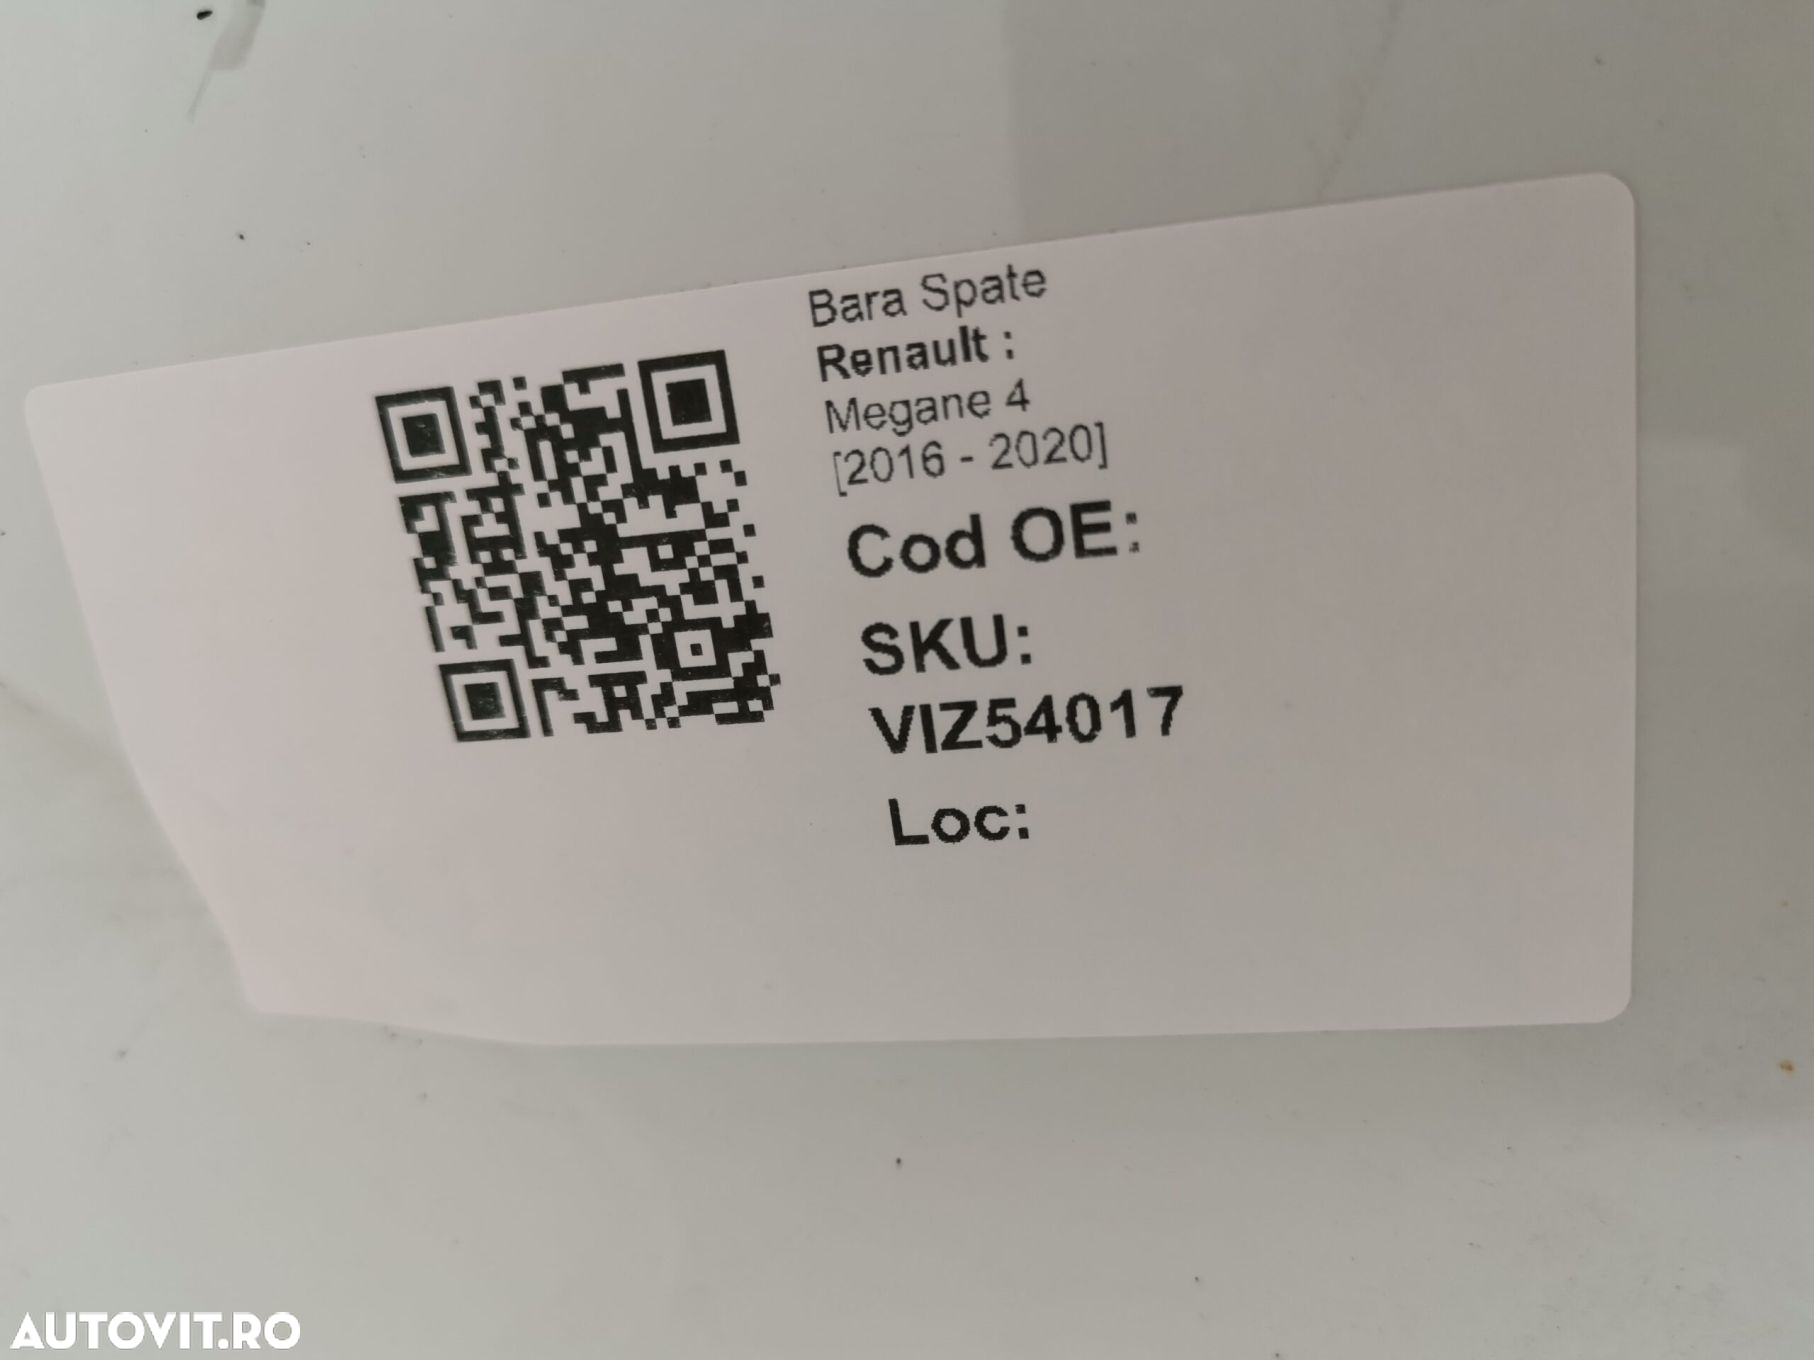 Bara Spate
Renault :
Megane 4
[2016 - 2020]
Cod OE:
SKU:
VIZ54017
Loc:
AUTOVIT.RO